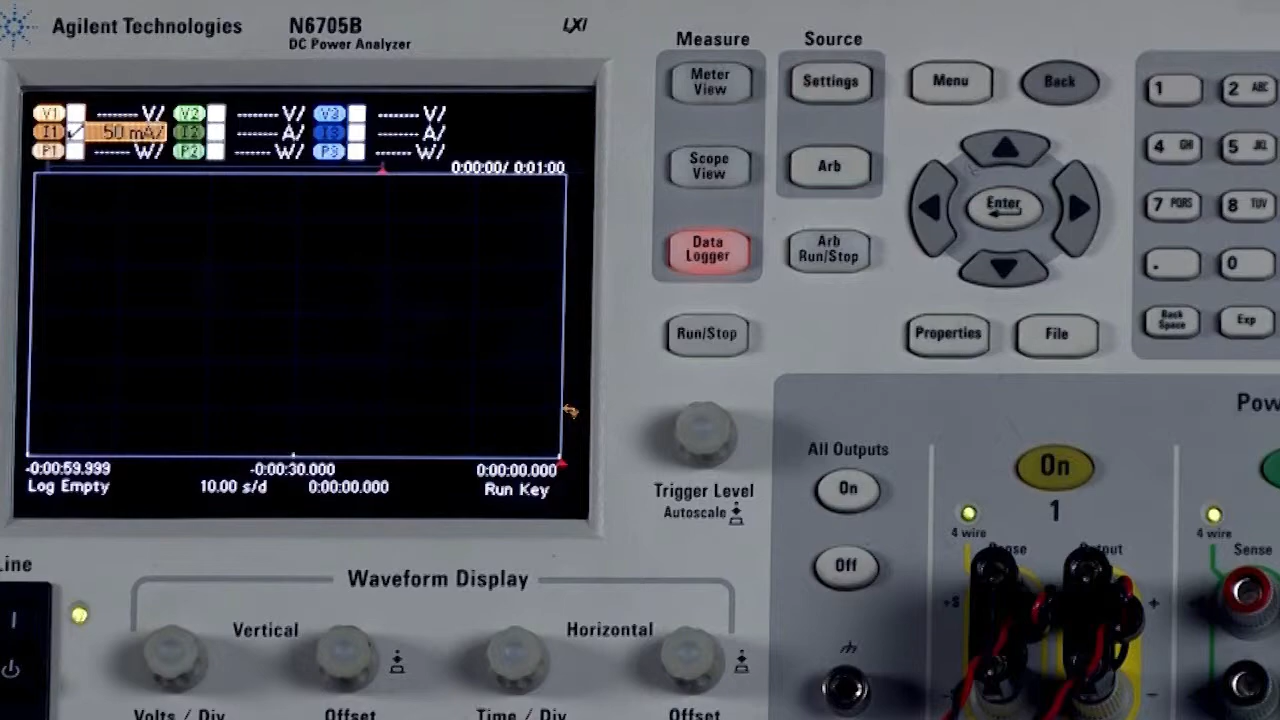 Agilent Technologies N6705B LXI
DC Power Analyzer
V1 ------ V/ V2 ------ V/ V3 ------ V/
I1 50 mA/ I2 ------ A/ I3 ------ A/
P1 ------ W/ P2 ------ W/ P3 ------ W/
0:00:00/ 0:01:00
-0:00:59.999 -0:00:30.000 0:00:00.000
Log Empty 10.00 s/d 0:00:00.000 Run Key
Measure
Source
Meter
View
Settings
Menu
Back
1
2 ABC
Scope
View
Arb
4 GHI
5 JKL
Enter
7 PQRS
8 TUV
Data
Logger
Arb
Run/Stop
.
0
Run/Stop
Properties
File
Back
Space
Exp
Trigger Level
Autoscale
All Outputs
On
Off
On
1
4 wire
4 wire
Output
Sense
+S
+
-
Line
Waveform Display
Vertical
Horizontal
Volts / Div
Offset
Time / Div
Offset